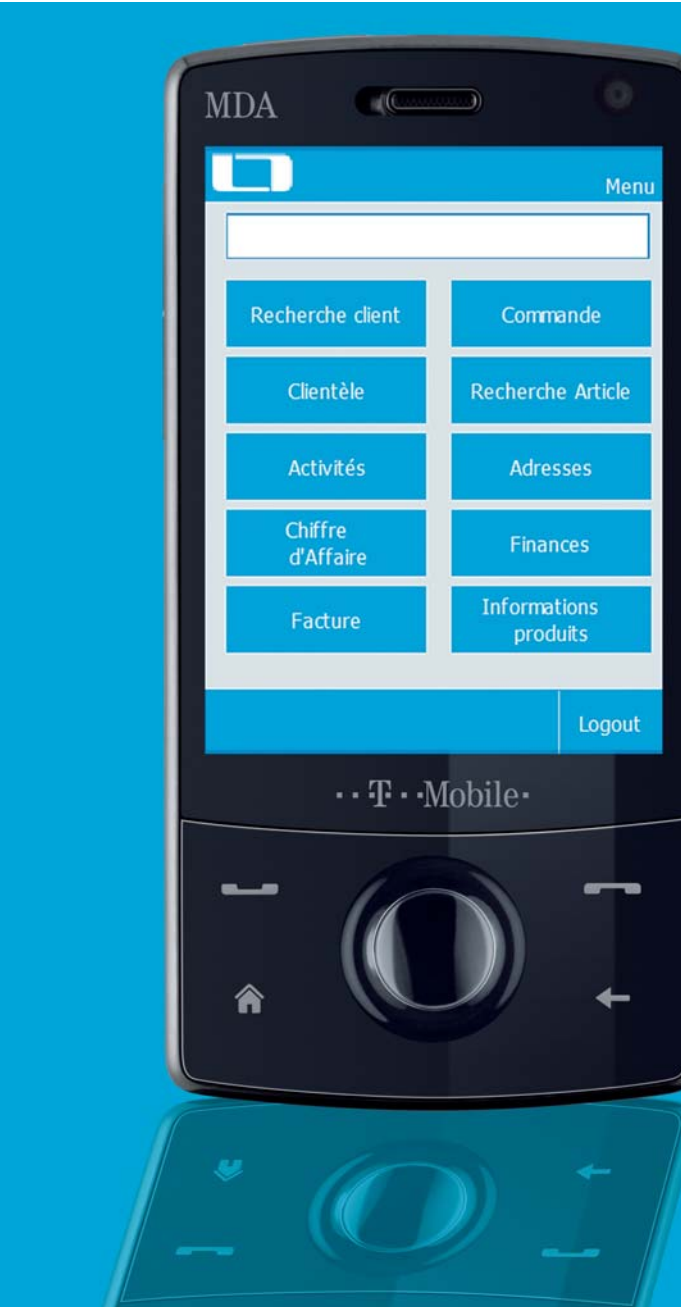 MDA
Menu
Recherche client
Commande
Clientèle
Recherche Article
Activités
Adresses
Chiffre
d'Affaire
Finances
Facture
Informations
produits
Logout
··T··Mobile·